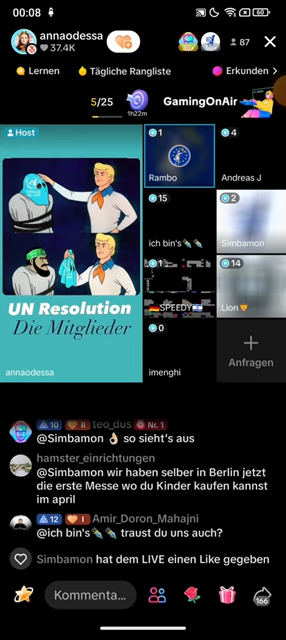 00:08
60
annaodessa
37.4K
87
Lernen
Tägliche Rangliste
Erkunden
5/25
1h22m
GamingOnAir
Host
1
Rambo
4
Andreas J
15
ich bin's✒️✒️
2
Simbamon
1
🇩🇪SPEEDY🇮🇱
14
Lion🦁
UN Resolution
Die Mitglieder
annaodessa
0
imenghi
Anfragen
10 II teo_dus Nr. 1
@Simbamon 👌🏻 so sieht's aus
hamster_einrichtungen
@Simbamon wir haben selber in Berlin jetzt
die erste Messe wo du Kinder kaufen kannst
im april
12 I Amir_Doron_Mahajni
@ich bin's✒️✒️ traust du uns auch?
Simbamon hat dem LIVE einen Like gegeben
Kommenta...
166